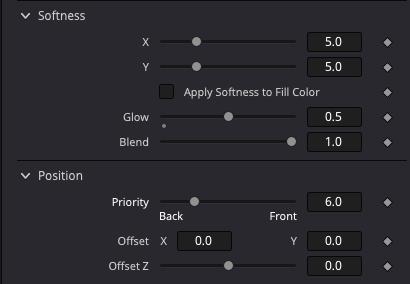 Softness
X 5.0
Y 5.0
Apply Softness to Fill Color
Glow 0.5
Blend 1.0
Position
Priority 6.0
Back Front
Offset X 0.0 Y 0.0
Offset Z 0.0